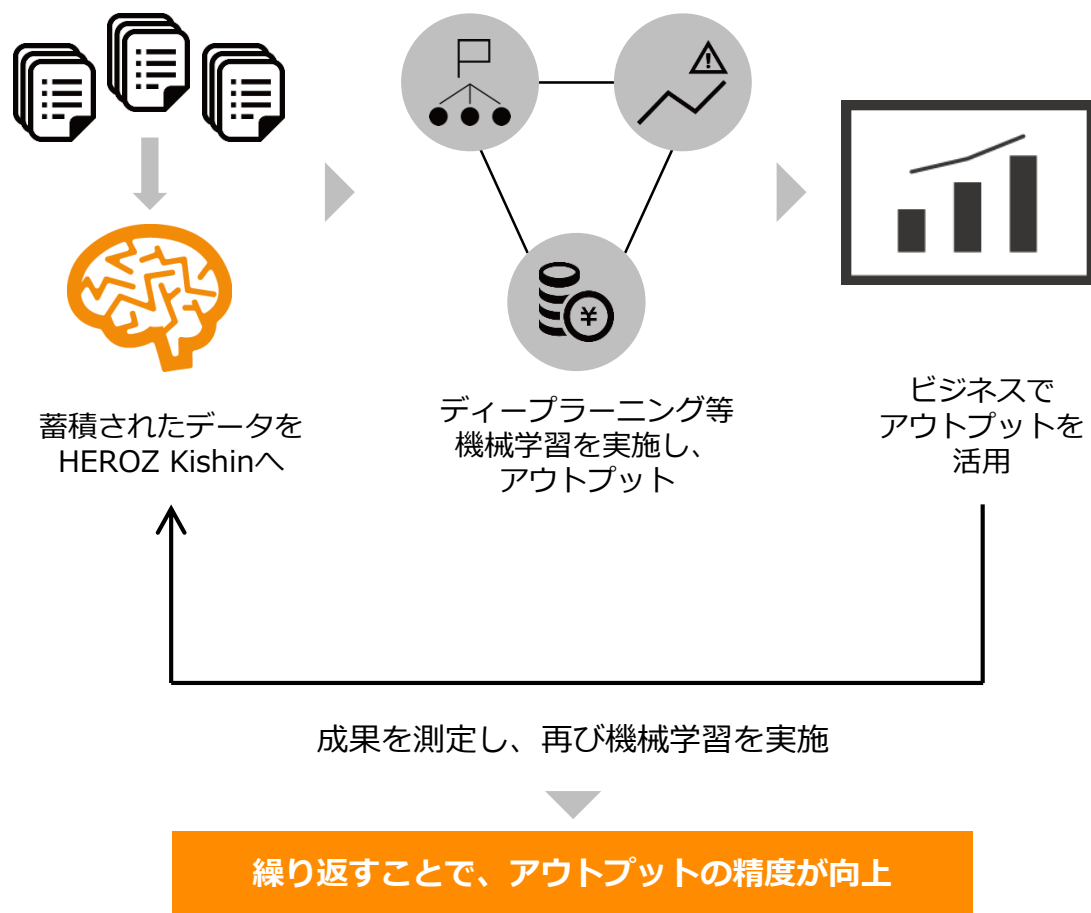 ¥
蓄積されたデータを
HEROZ Kishinへ
ディープラーニング等
機械学習を実施し、
アウトプット
ビジネスで
アウトプットを
活用
成果を測定し、再び機械学習を実施
繰り返すことで、アウトプットの精度が向上